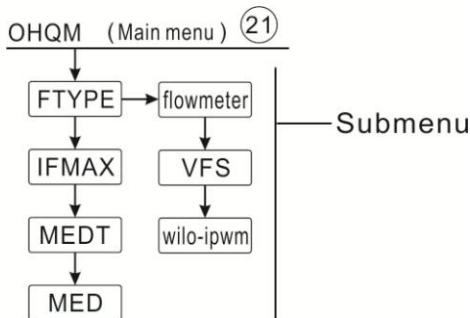 OHQM (Main menu) 21
FTYPE flowmeter
Submenu
IFMAX VFS
MEDT wilo-ipwm
MED